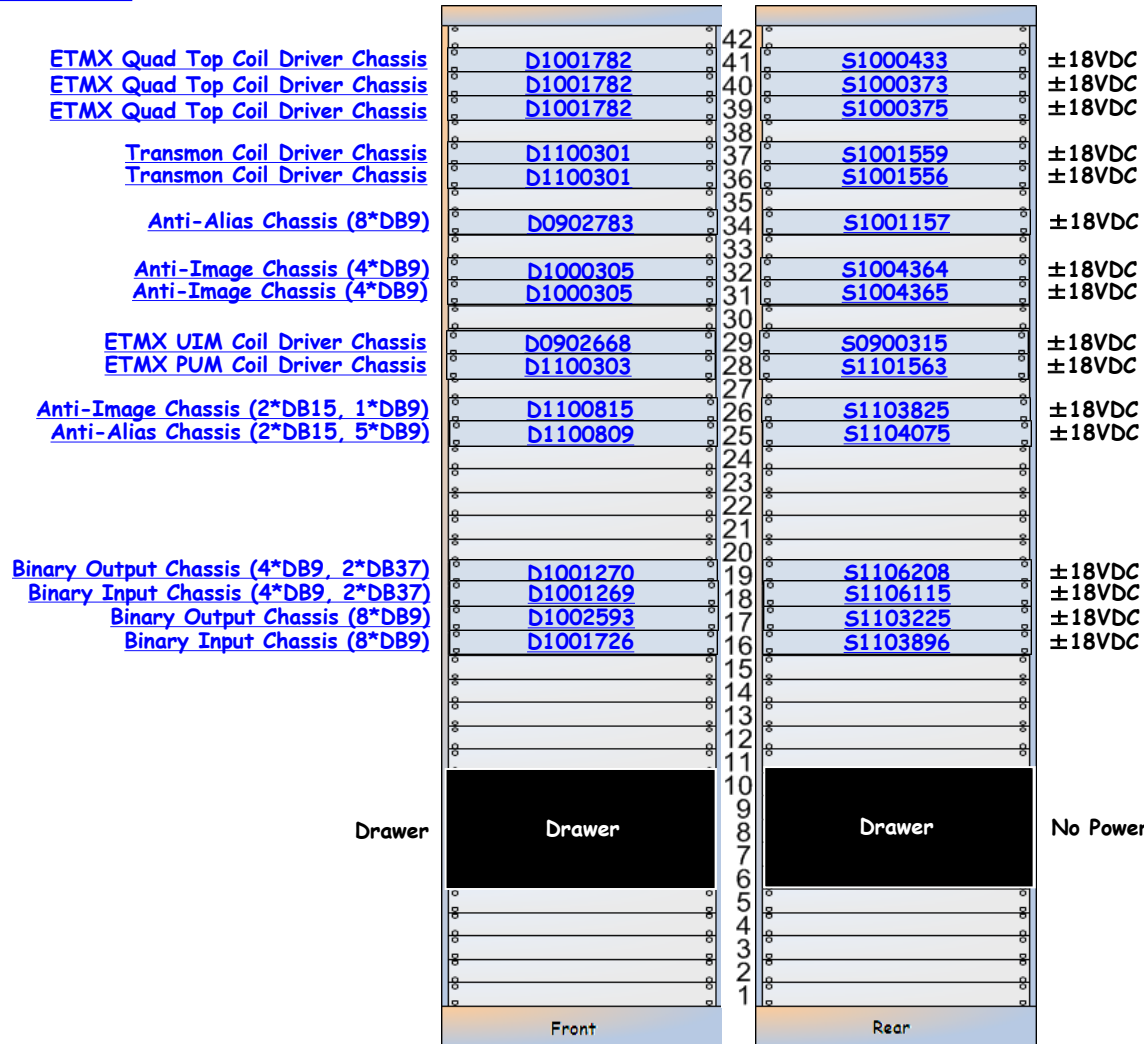 42
ETMX Quad Top Coil Driver Chassis D1001782 41 S1000433 ±18VDC
ETMX Quad Top Coil Driver Chassis D1001782 40 S1000373 ±18VDC
ETMX Quad Top Coil Driver Chassis D1001782 39 S1000375 ±18VDC
38
Transmon Coil Driver Chassis D1100301 37 S1001559 ±18VDC
Transmon Coil Driver Chassis D1100301 36 S1001556 ±18VDC
35
Anti-Alias Chassis (8*DB9) D0902783 34 S1001157 ±18VDC
33
Anti-Image Chassis (4*DB9) D1000305 32 S1004364 ±18VDC
Anti-Image Chassis (4*DB9) D1000305 31 S1004365 ±18VDC
30
ETMX UIM Coil Driver Chassis D0902668 29 S0900315 ±18VDC
ETMX PUM Coil Driver Chassis D1100303 28 S1101563 ±18VDC
27
Anti-Image Chassis (2*DB15, 1*DB9) D1100815 26 S1103825 ±18VDC
Anti-Alias Chassis (2*DB15, 5*DB9) D1100809 25 S1104075 ±18VDC
24
23
22
21
20
Binary Output Chassis (4*DB9, 2*DB37) D1001270 19 S1106208 ±18VDC
Binary Input Chassis (4*DB9, 2*DB37) D1001269 18 S1106115 ±18VDC
Binary Output Chassis (8*DB9) D1002593 17 S1103225 ±18VDC
Binary Input Chassis (8*DB9) D1001726 16 S1103896 ±18VDC
15
14
13
12
11
10
9
Drawer Drawer 8 Drawer No Power
7
6
5
4
3
2
1
Front Rear